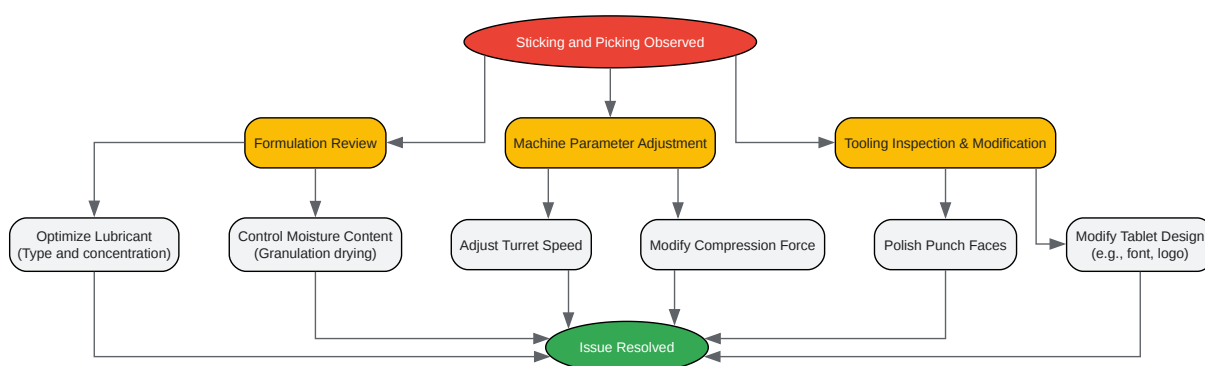 Sticking and Picking Observed
Formulation Review
Machine Parameter Adjustment
Tooling Inspection & Modification
Optimize Lubricant
(Type and concentration)
Control Moisture Content
(Granulation drying)
Adjust Turret Speed
Modify Compression Force
Polish Punch Faces
Modify Tablet Design
(e.g., font, logo)
Issue Resolved